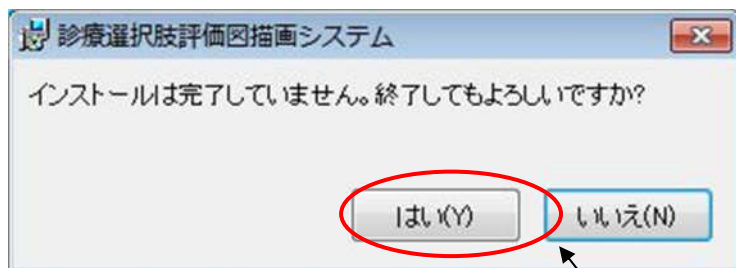 診療選択肢評価図描画システム
インストールは完了していません。終了してもよろしいですか?
はい(Y)
いいえ(N)